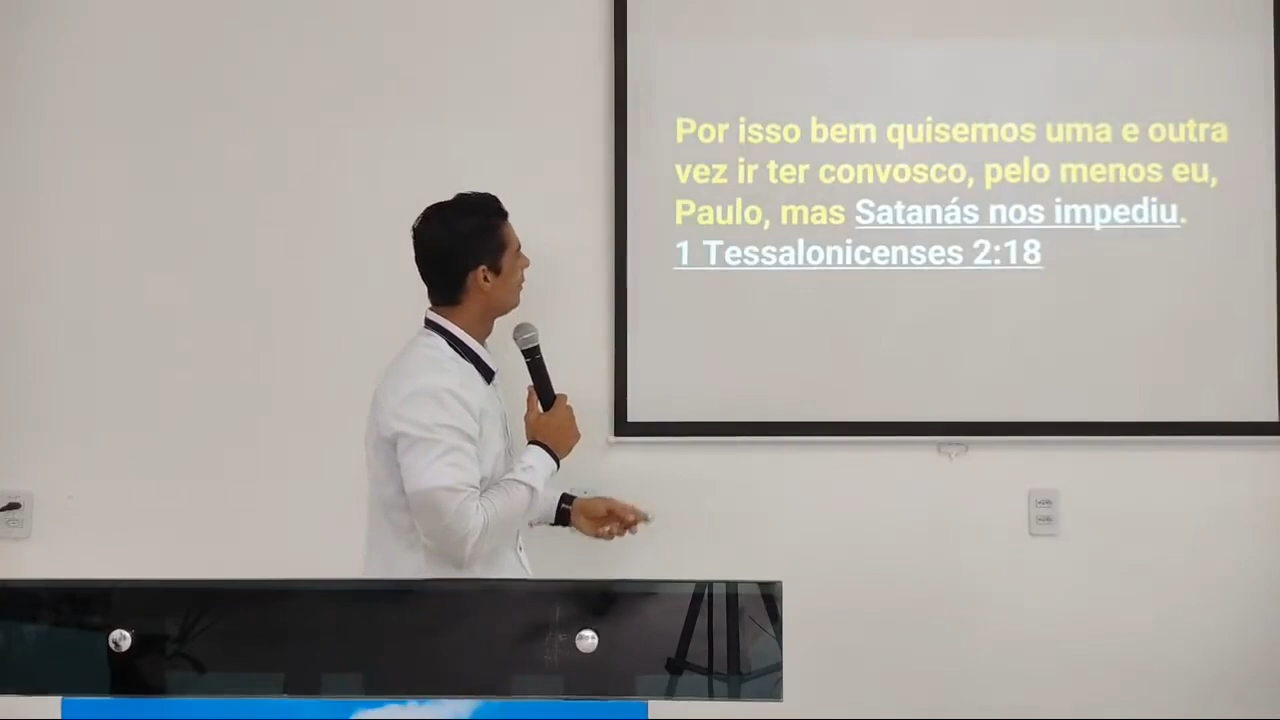 Por isso bem quisemos uma e outra
vez ir ter convosco, pelo menos eu,
Paulo, mas Satanás nos impediu.
1 Tessalonicenses 2:18